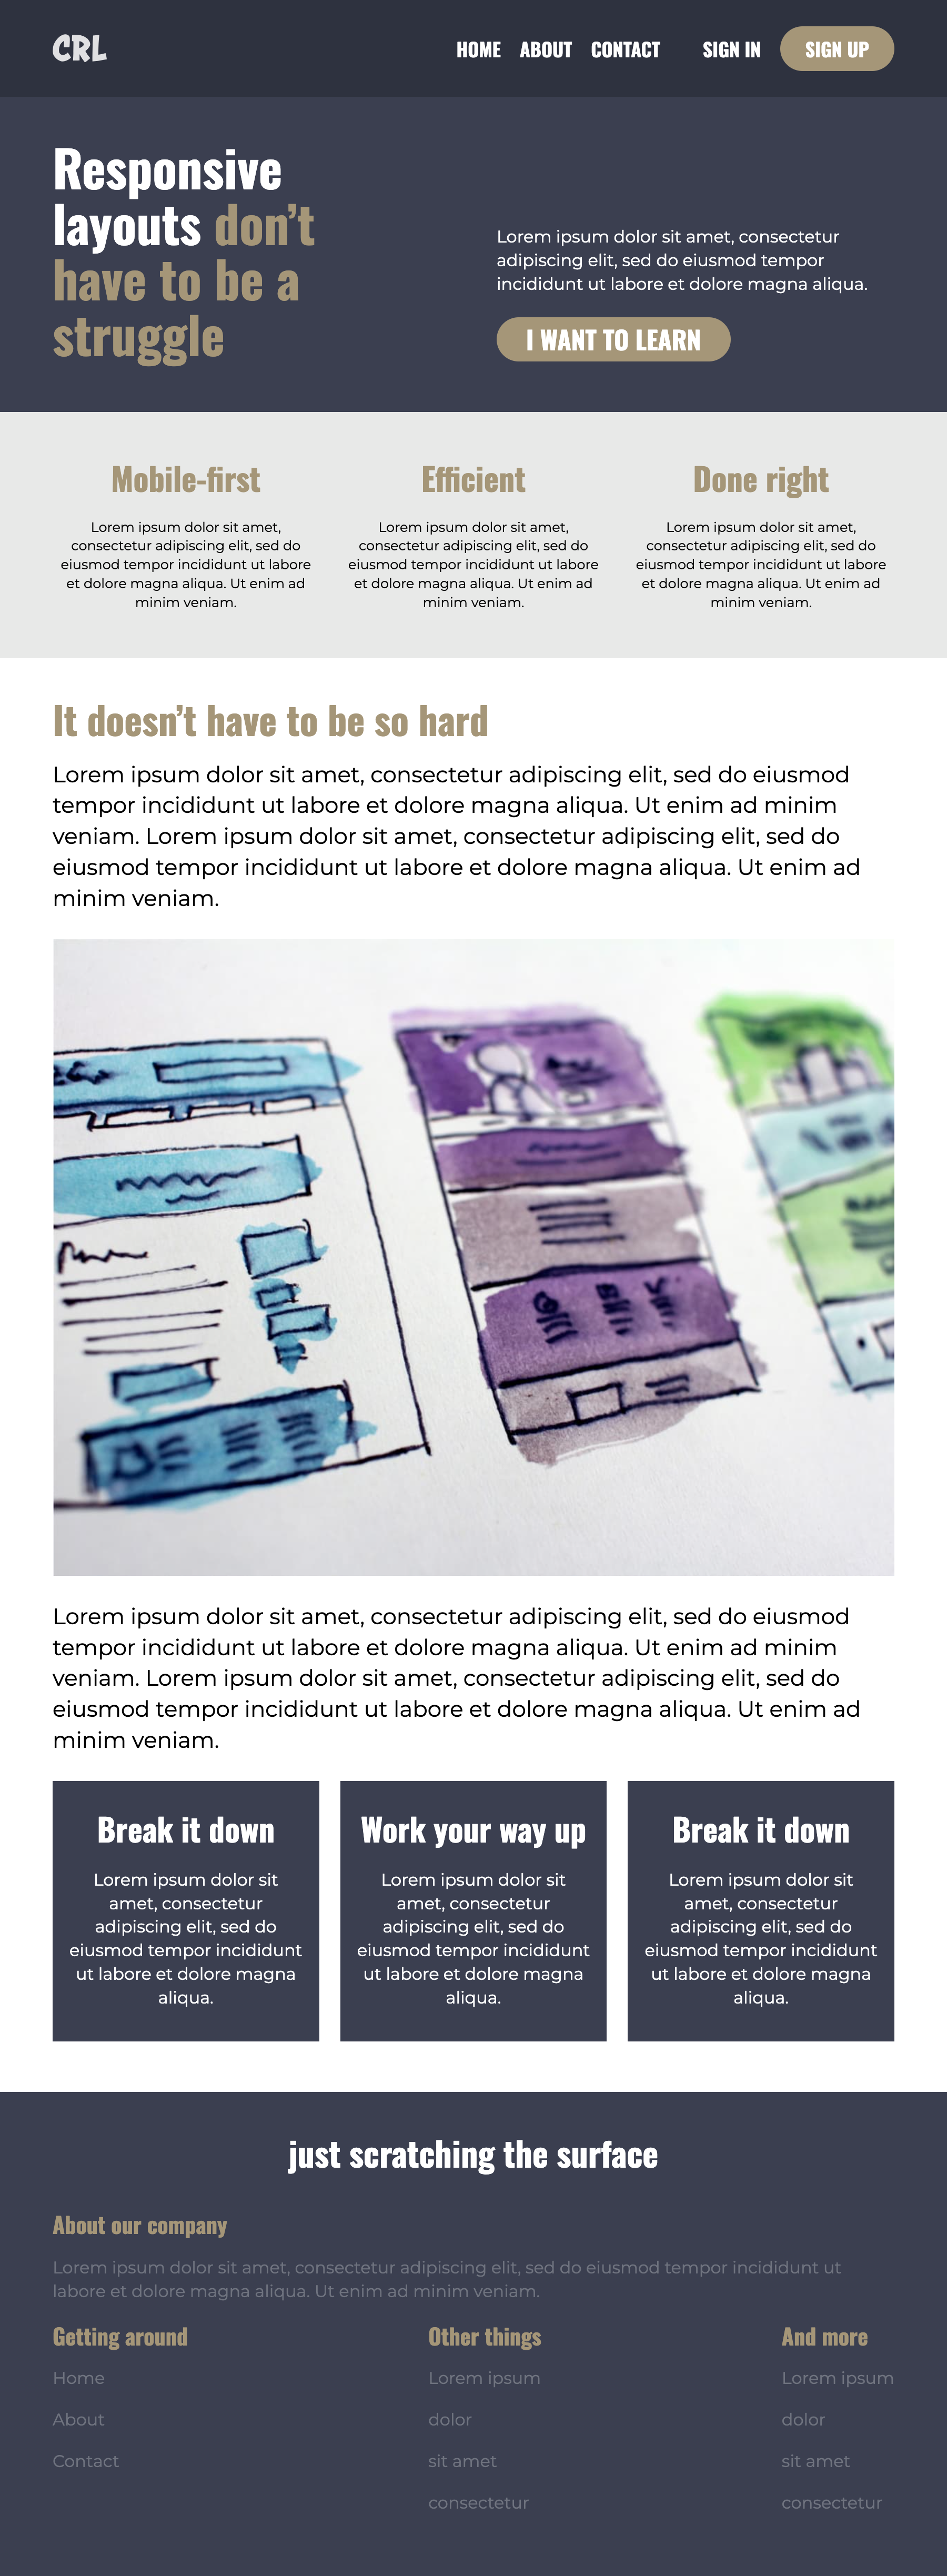 CRL
HOME ABOUT CONTACT SIGN IN SIGN UP
Responsive
layouts don’t
have to be a
struggle
Lorem ipsum dolor sit amet, consectetur
adipiscing elit, sed do eiusmod tempor
incididunt ut labore et dolore magna aliqua.
I WANT TO LEARN
Mobile-first
Lorem ipsum dolor sit amet,
consectetur adipiscing elit, sed do
eiusmod tempor incididunt ut labore
et dolore magna aliqua. Ut enim ad
minim veniam.
Efficient
Lorem ipsum dolor sit amet,
consectetur adipiscing elit, sed do
eiusmod tempor incididunt ut labore
et dolore magna aliqua. Ut enim ad
minim veniam.
Done right
Lorem ipsum dolor sit amet,
consectetur adipiscing elit, sed do
eiusmod tempor incididunt ut labore
et dolore magna aliqua. Ut enim ad
minim veniam.
It doesn’t have to be so hard
Lorem ipsum dolor sit amet, consectetur adipiscing elit, sed do eiusmod
tempor incididunt ut labore et dolore magna aliqua. Ut enim ad minim
veniam. Lorem ipsum dolor sit amet, consectetur adipiscing elit, sed do
eiusmod tempor incididunt ut labore et dolore magna aliqua. Ut enim ad
minim veniam.
Lorem ipsum dolor sit amet, consectetur adipiscing elit, sed do eiusmod
tempor incididunt ut labore et dolore magna aliqua. Ut enim ad minim
veniam. Lorem ipsum dolor sit amet, consectetur adipiscing elit, sed do
eiusmod tempor incididunt ut labore et dolore magna aliqua. Ut enim ad
minim veniam.
Break it down
Lorem ipsum dolor sit
amet, consectetur
adipiscing elit, sed do
eiusmod tempor incididunt
ut labore et dolore magna
aliqua.
Work your way up
Lorem ipsum dolor sit
amet, consectetur
adipiscing elit, sed do
eiusmod tempor incididunt
ut labore et dolore magna
aliqua.
Break it down
Lorem ipsum dolor sit
amet, consectetur
adipiscing elit, sed do
eiusmod tempor incididunt
ut labore et dolore magna
aliqua.
just scratching the surface
About our company
Lorem ipsum dolor sit amet, consectetur adipiscing elit, sed do eiusmod tempor incididunt ut
labore et dolore magna aliqua. Ut enim ad minim veniam.
Getting around
Home
About
Contact
Other things
Lorem ipsum
dolor
sit amet
consectetur
And more
Lorem ipsum
dolor
sit amet
consectetur